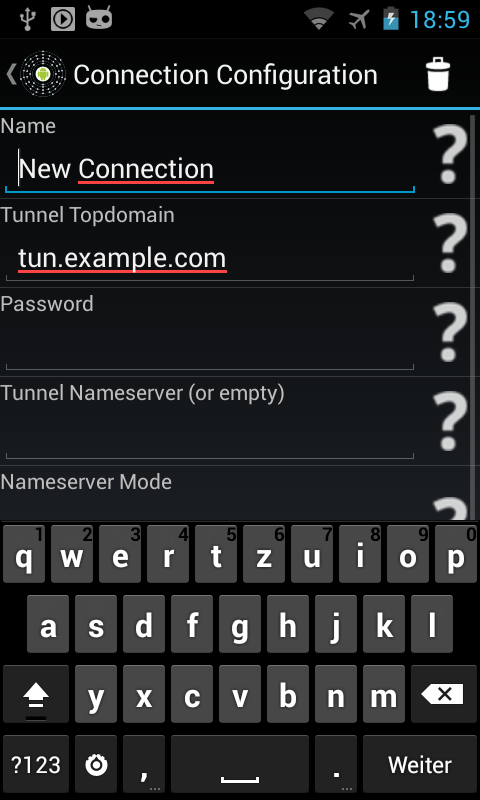 18:59
Connection Configuration
Name
?
New Connection
Tunnel Topdomain
?
tun.example.com
Password
?
Tunnel Nameserver (or empty)
?
Nameserver Mode
?
1 2 3 4 5 6 7 8 9 0
q w e r t z u i o p
a s d f g h j k l
y x c v b n m
?123 , ... . ... Weiter